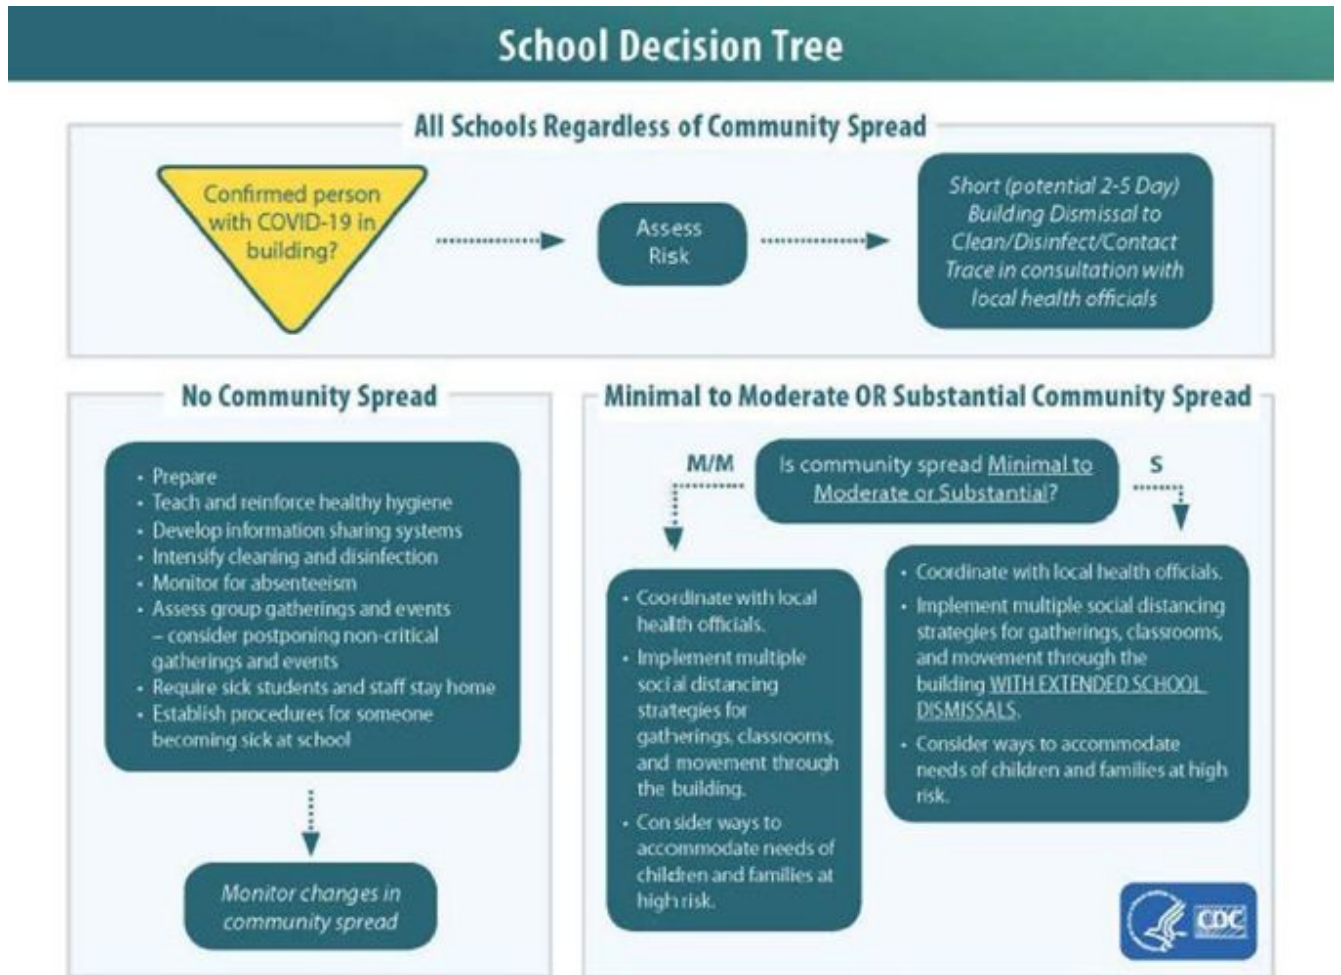 School Decision Tree
All Schools Regardless of Community Spread
Confirmed person
with COVID-19 in
building?
Assess
Risk
Short (potential 2-5 Day)
Building Dismissal to
Clean/Disinfect/Contact
Trace in consultation with
local health officials
No Community Spread
• Prepare
• Teach and reinforce healthy hygiene
• Develop information sharing systems
• Intensify cleaning and disinfection
• Monitor for absenteeism
• Assess group gatherings and events
– consider postponing non-critical
gatherings and events
• Require sick students and staff stay home
• Establish procedures for someone
becoming sick at school
Monitor changes in
community spread
Minimal to Moderate OR Substantial Community Spread
M/M
Is community spread Minimal to
Moderate or Substantial?
S
• Coordinate with local
health officials.
• Implement multiple
social distancing
strategies for
gatherings, classrooms,
and movement through
the building.
• Con sider ways to
accommodate needs of
children and families at
high risk.
• Coordinate with local health officials.
• Implement multiple social distancing
strategies for gatherings, classrooms,
and movement through the
building WITH EXTENDED SCHOOL
DISMISSALS.
• Consider ways to accommodate
needs of children and families at high
risk.
CDC